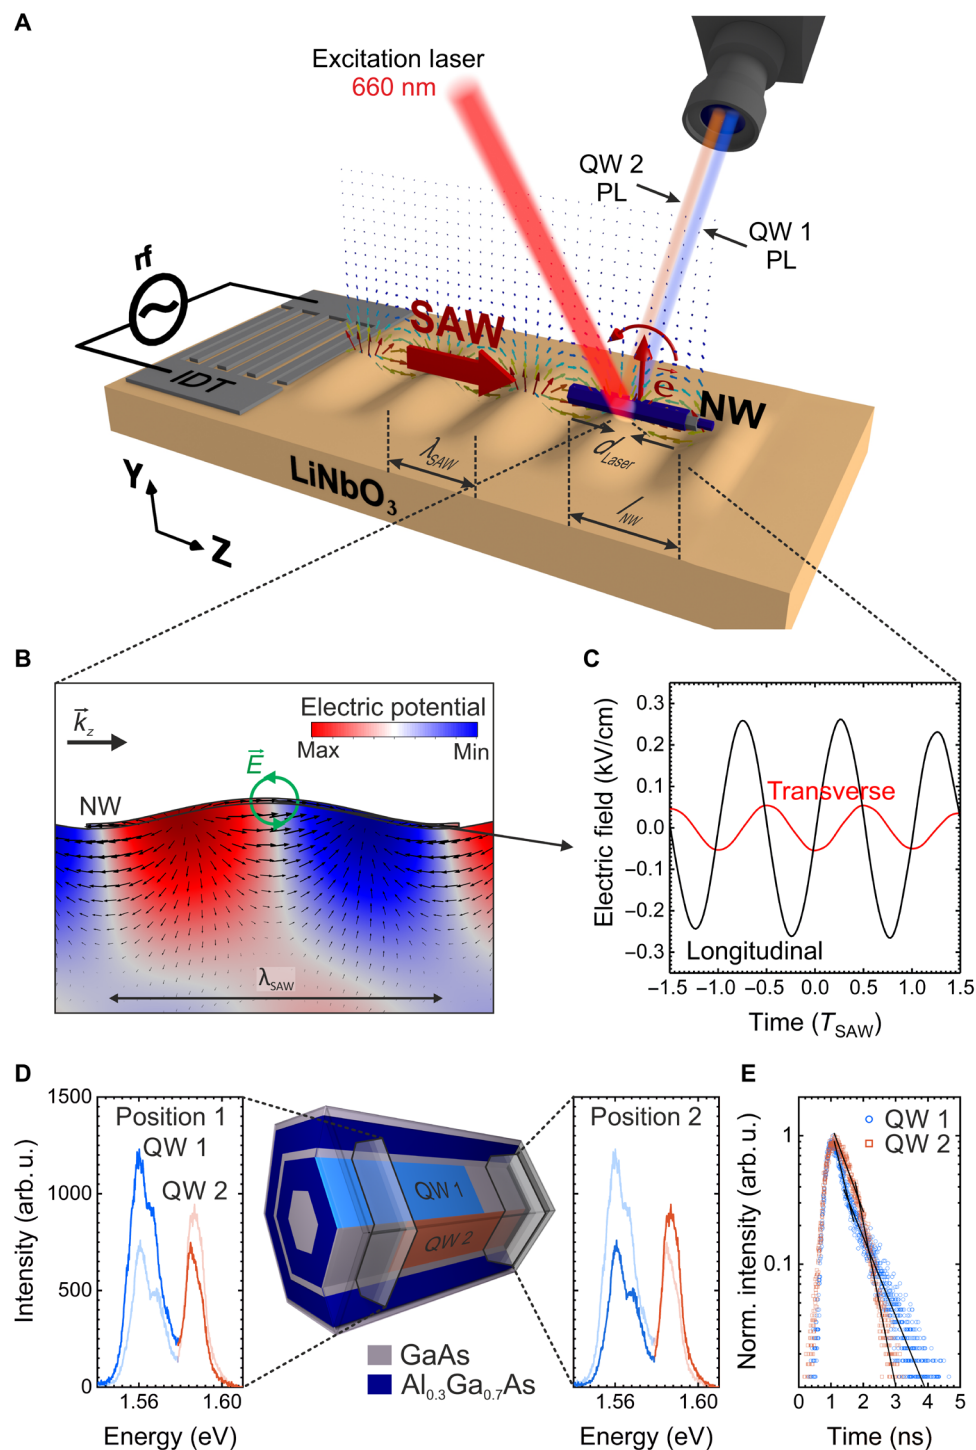 A
Excitation laser
660 nm
QW 2
PL
QW 1
PL
rf
SAW
IDT
e
NW
λSAW
dLaser
lNW
LiNbO3
Y
Z
B
C
kz
Electric potential
Max
Min
E
NW
λSAW
Electric field (kV/cm)
0.3
0.2
0.1
0.0
−0.1
−0.2
−0.3
Transverse
Longitudinal
−1.5
−1.0
−0.5
0.0
0.5
1.0
1.5
Time (TSAW)
D
E
Intensity (arb. u.)
1500
1250
1000
750
500
250
0
Position 1
QW 1
QW 2
1.56
1.60
Energy (eV)
QW 1
QW 2
GaAs
Al0.3Ga0.7As
Position 2
1.56
1.60
Energy (eV)
Norm. intensity (arb. u.)
1
0.1
QW 1
QW 2
0
1
2
3
4
5
Time (ns)